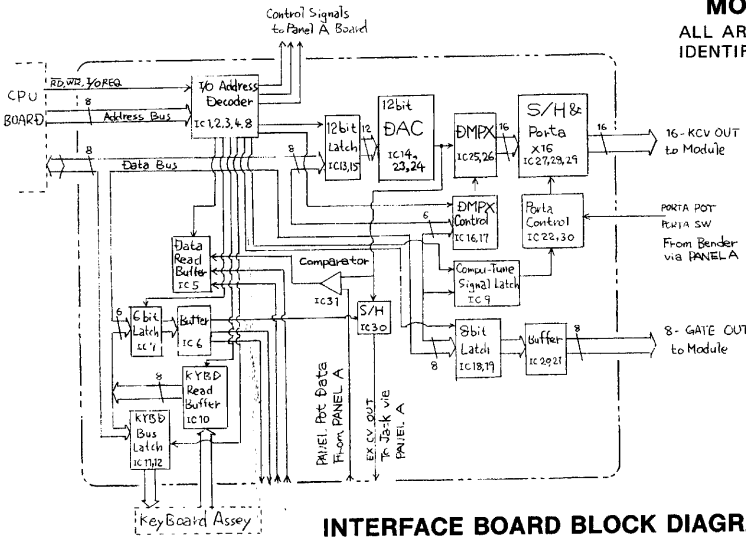 Control Signals
to Panel A Board
MO
ALL AR
IDENTIF
CPU
BOARD
RD, WR, I/O REQ
8
Address Bus
I/O Address
Decoder
IC1,2,3,4,8
8
Data Bus
8
12bit
Latch
IC13,15
12
12bit
DAC
IC14,
23,24
DMPX
IC25,26
16
S/H &
Porta
x16
IC27,28,29
16
16-KCV OUT
to Module
6
DMPX
Control
IC16,17
Porta
Control
IC22,30
PORTA POT
PORTA SW
From Bender
via PANEL A
Data
Read
Buffer
IC5
Comparator
IC31
Compu-Tune
Signal Latch
IC9
6
6bit
Latch
IC7
Buffer
IC6
S/H
IC30
8
8bit
Latch
IC18,19
Buffer
IC20,21
8
8-GATE OUT
to Module
8
KYBD
Read
Buffer
IC10
KYBD
Bus
Latch
IC11,12
PANEL Pot Data
From PANEL A
EX CV OUT
To Jack via
PANEL A
KeyBoard Assey
INTERFACE BOARD BLOCK DIAGR